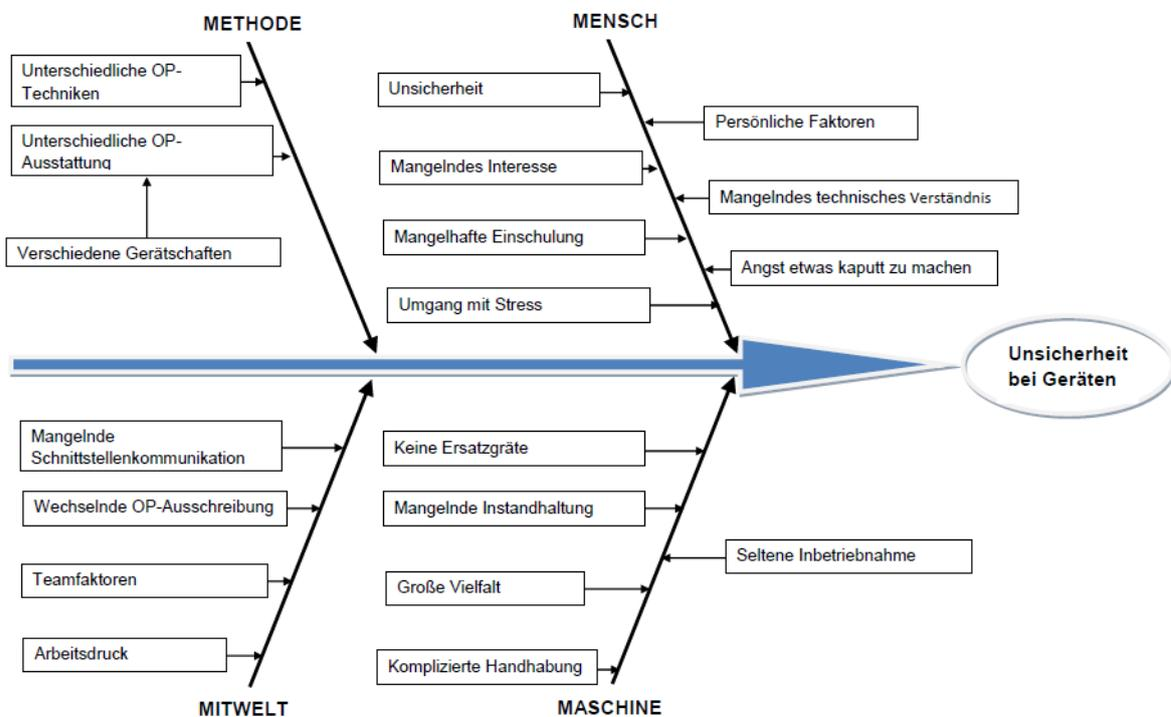 METHODE
Unterschiedliche OP-
Techniken
Unterschiedliche OP-
Ausstattung
Verschiedene Gerätschaften
MENSCH
Unsicherheit
Persönliche Faktoren
Mangelndes Interesse
Mangelndes technisches Verständnis
Mangelhafte Einschulung
Angst etwas kaputt zu machen
Umgang mit Stress
Unsicherheit
bei Geräten
Mangelnde
Schnittstellenkommunikation
Wechselnde OP-Ausschreibung
Teamfaktoren
Arbeitsdruck
MITWELT
Keine Ersatzgräte
Mangelnde Instandhaltung
Seltene Inbetriebnahme
Große Vielfalt
Komplizierte Handhabung
MASCHINE